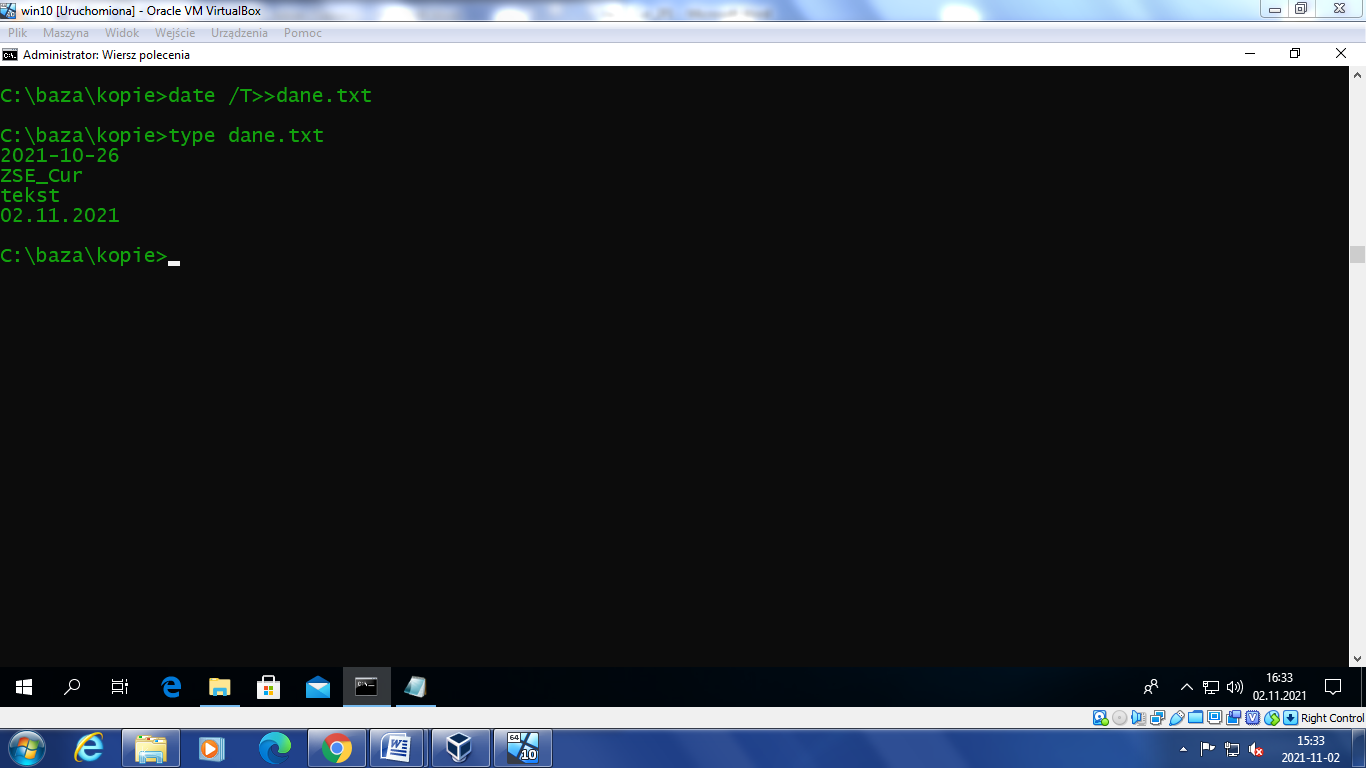 win10 [Uruchomiona] - Oracle VM VirtualBox
Plik Maszyna Widok Wejście Urządzenia Pomoc
Administrator: Wiersz polecenia
C:\baza\kopie>date /T>>dane.txt
C:\baza\kopie>type dane.txt
2021-10-26
ZSE_Cur
tekst
02.11.2021
C:\baza\kopie>
16:33
02.11.2021
Right Control
64
10
15:33
2021-11-02